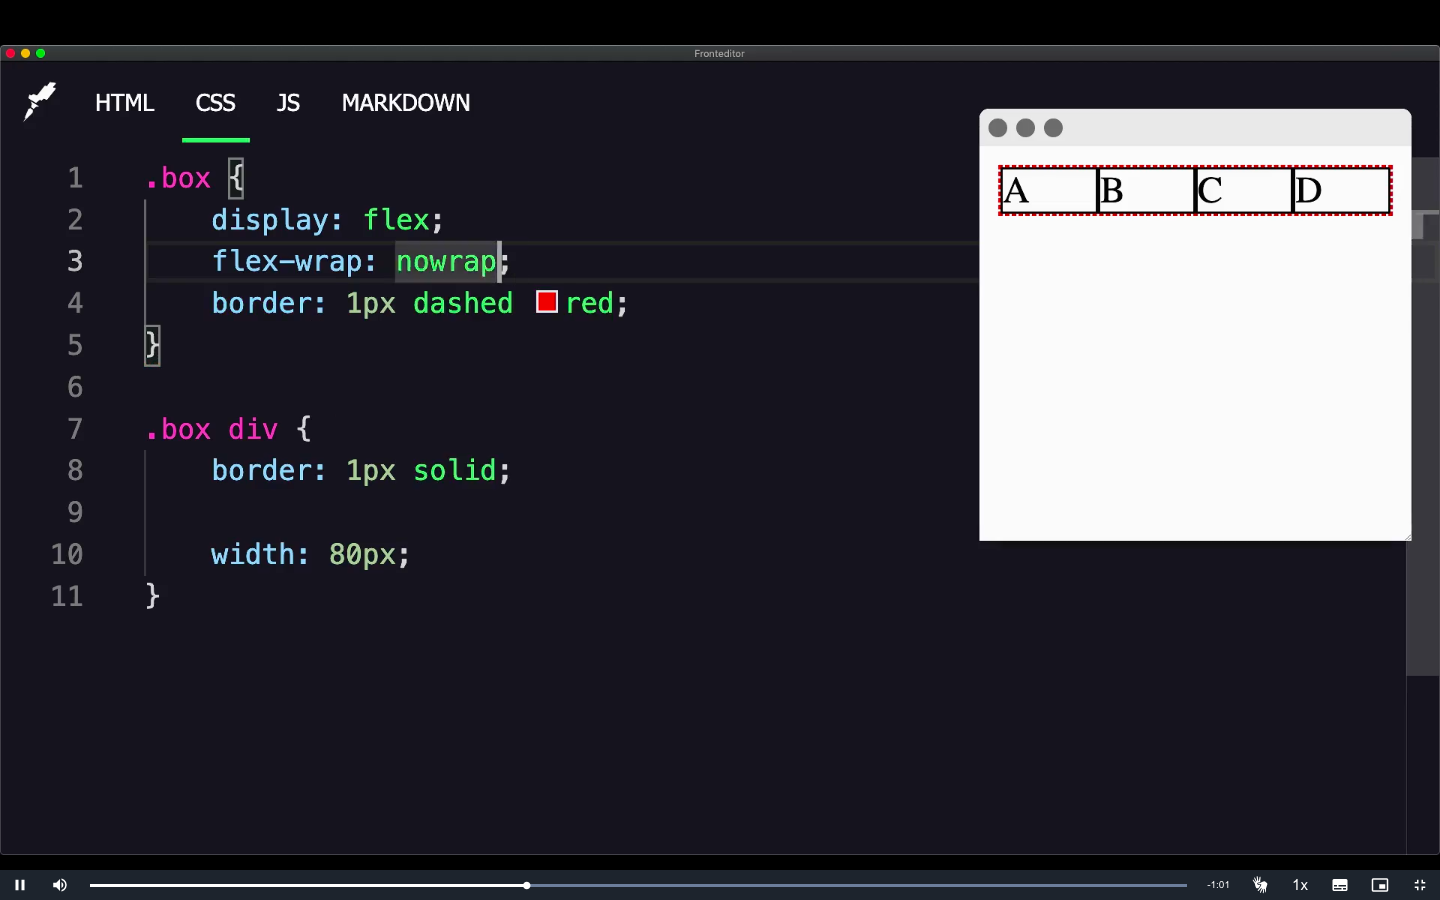 Fronteditor
HTML CSS JS MARKDOWN
1 .box {
2 display: flex;
3 flex-wrap: nowrap;
4 border: 1px dashed red;
5 }
6
7 .box div {
8 border: 1px solid;
9
10 width: 80px;
11 }
A B C D
-1:01 1x